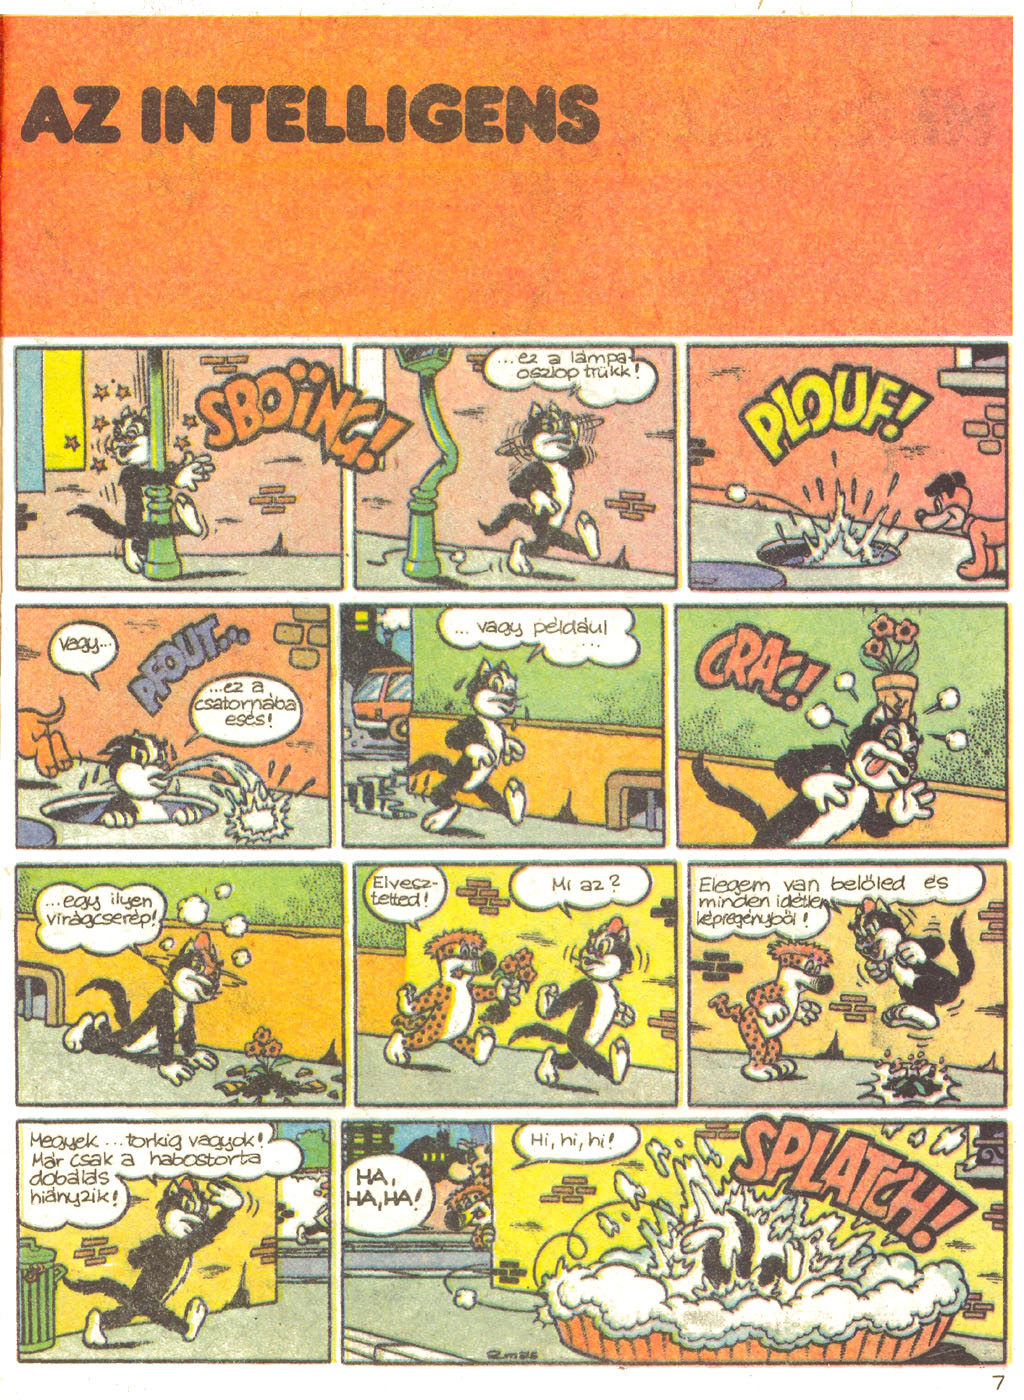 AZ INTELLIGENS
SBOÏNG!
...ez a lámpa-
oszlop trükk!
PLOUF!
vagy...
PFOUT...
...ez a
csatornába
esés!
... vagy például
...
CRAC!
...egy ilyen
virágcserép!
Elvesz-
tetted!
Mi az?
Elegem van belőled és
minden idétlen
képregényből!
Megyek ...torkig vagyok!
Már csak a habostorta
dobálás
hiányzik!
HA,
HA, HA!
Hi, hi, hi!
SPLATCH!
7